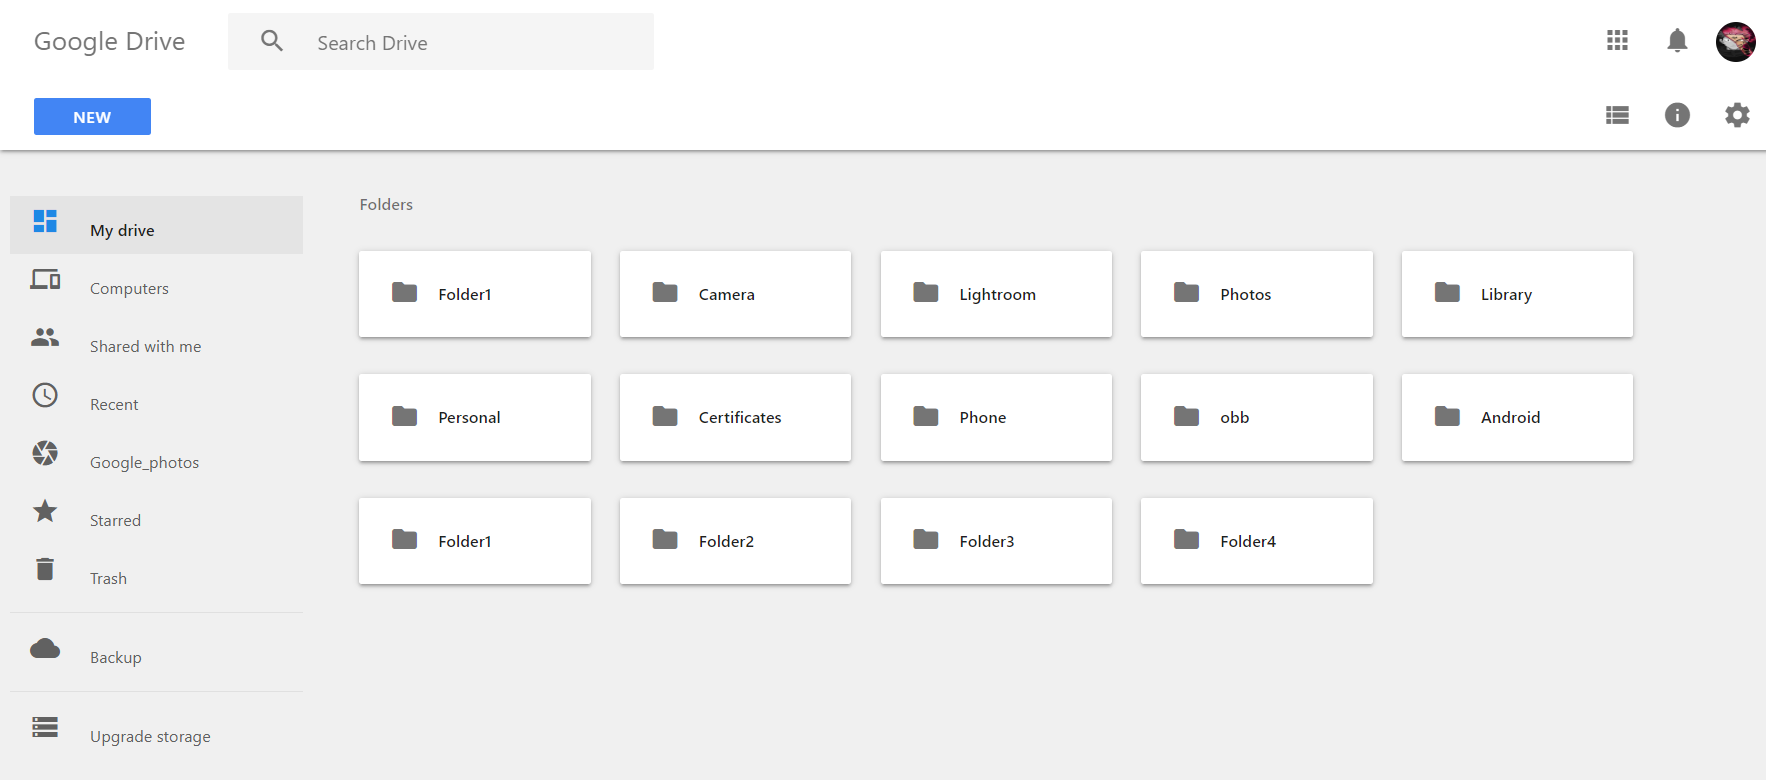 Google Drive
Search Drive
NEW
My drive
Computers
Shared with me
Recent
Google_photos
Starred
Trash
Backup
Upgrade storage
Folders
Folder1 Camera Lightroom Photos Library
Personal Certificates Phone obb Android
Folder1 Folder2 Folder3 Folder4